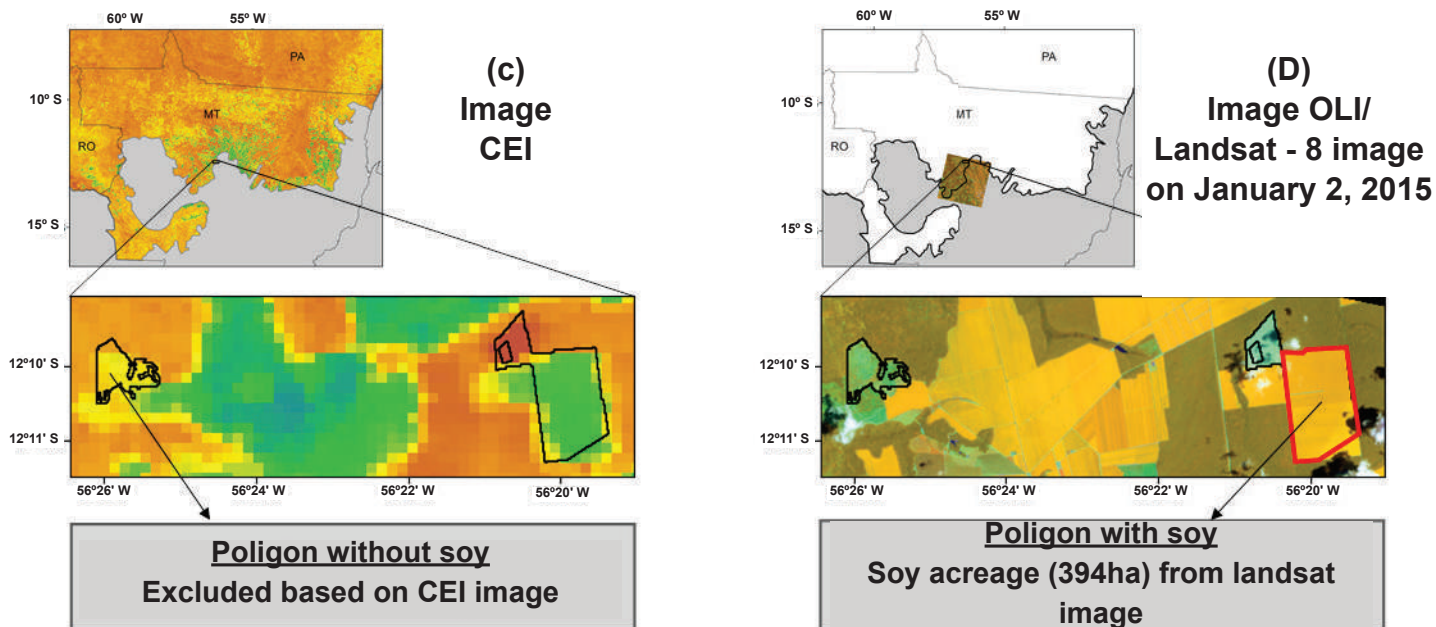 60º W 55º W
PA
10º S
MT
RO
15º S
(c)
Image
CEI
12º10' S
12º11' S
56º26' W 56º24' W 56º22' W 56º20' W
Poligon without soy
Excluded based on CEI image
60º W 55º W
PA
10º S
MT
RO
15º S
(D)
Image OLI/
Landsat - 8 image
on January 2, 2015
12º10' S
12º11' S
56º26' W 56º24' W 56º22' W 56º20' W
Poligon with soy
Soy acreage (394ha) from landsat
image